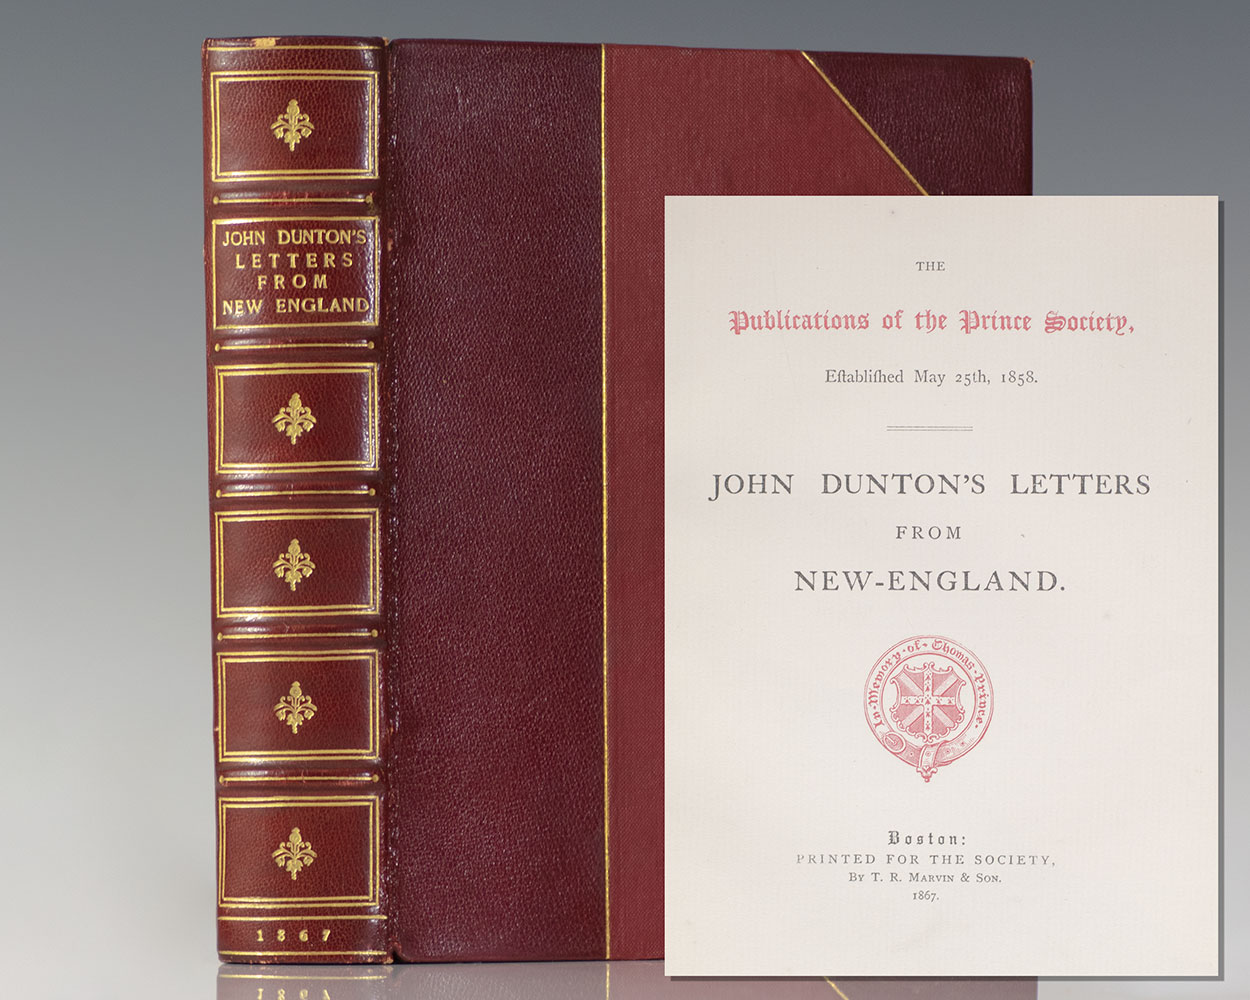 JOHN DUNTON'S
LETTERS
FROM
NEW ENGLAND
1867
THE
Publications of the Prince Society,
Eſtabliſhed May 25th, 1858.
JOHN DUNTON'S LETTERS
FROM
NEW-ENGLAND.
In Memory of Thomas Prince.
Boston:
PRINTED FOR THE SOCIETY,
By T. R. Marvin & Son.
1867.